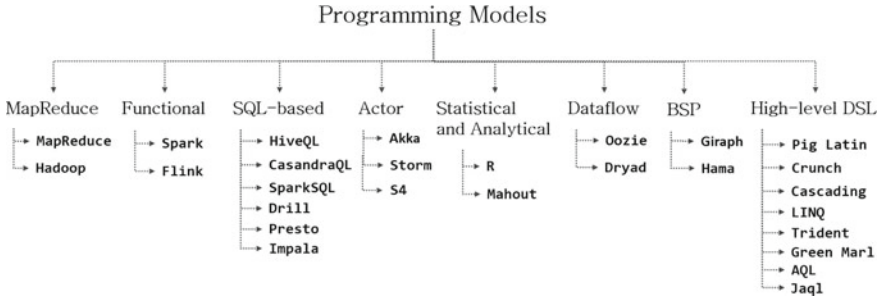 Programming Models
MapReduce
MapReduce
Hadoop
Functional
Spark
Flink
SQL-based
HiveQL
CasandraQL
SparkSQL
Drill
Presto
Impala
Actor
Akka
Storm
S4
Statistical
and Analytical
R
Mahout
Dataflow
Oozie
Dryad
BSP
Giraph
Hama
High-level DSL
Pig Latin
Crunch
Cascading
LINQ
Trident
Green Marl
AQL
Jaql